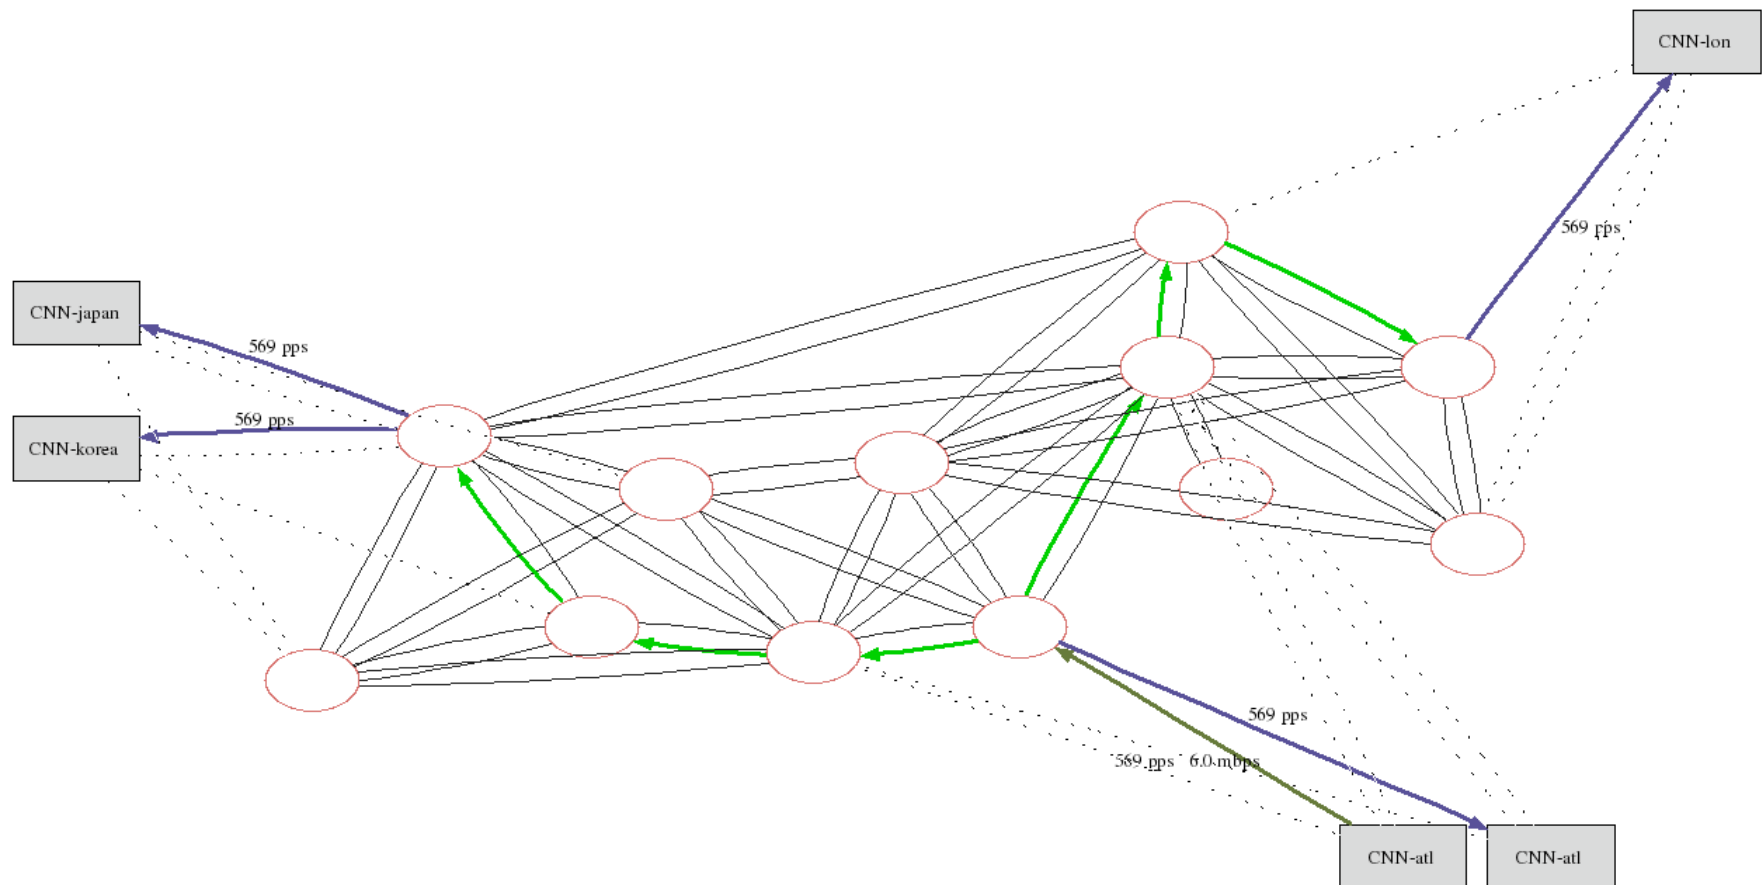 CNN-lon
569 pps
CNN-japan
569 pps
569 pps
CNN-korea
569 pps
569 pps 6.0 mbps
CNN-atl
CNN-atl